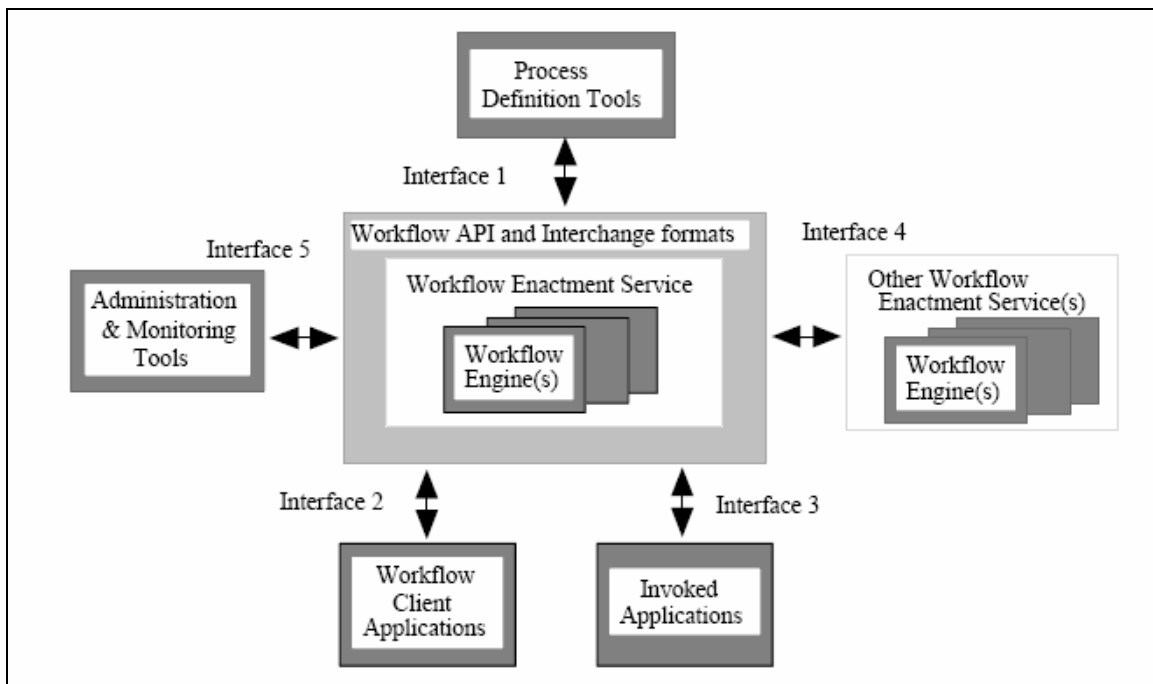 Process
Definition Tools
Interface 1
Workflow API and Interchange formats
Interface 5
Interface 4
Workflow Enactment Service
Other Workflow
Enactment Service(s)
Administration
& Monitoring
Tools
Workflow
Engine(s)
Workflow
Engine(s)
Interface 2
Interface 3
Workflow
Client
Applications
Invoked
Applications